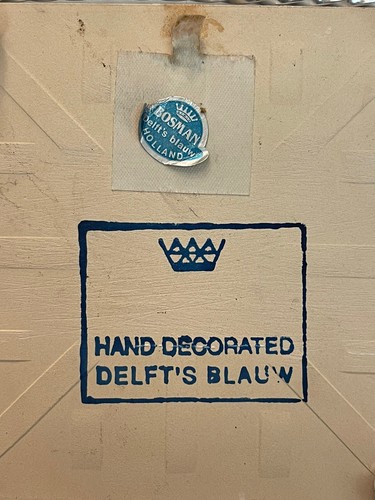 BOSMAN
Delft's blauw
HOLLAND
HAND DECORATED
DELFT'S BLAUW